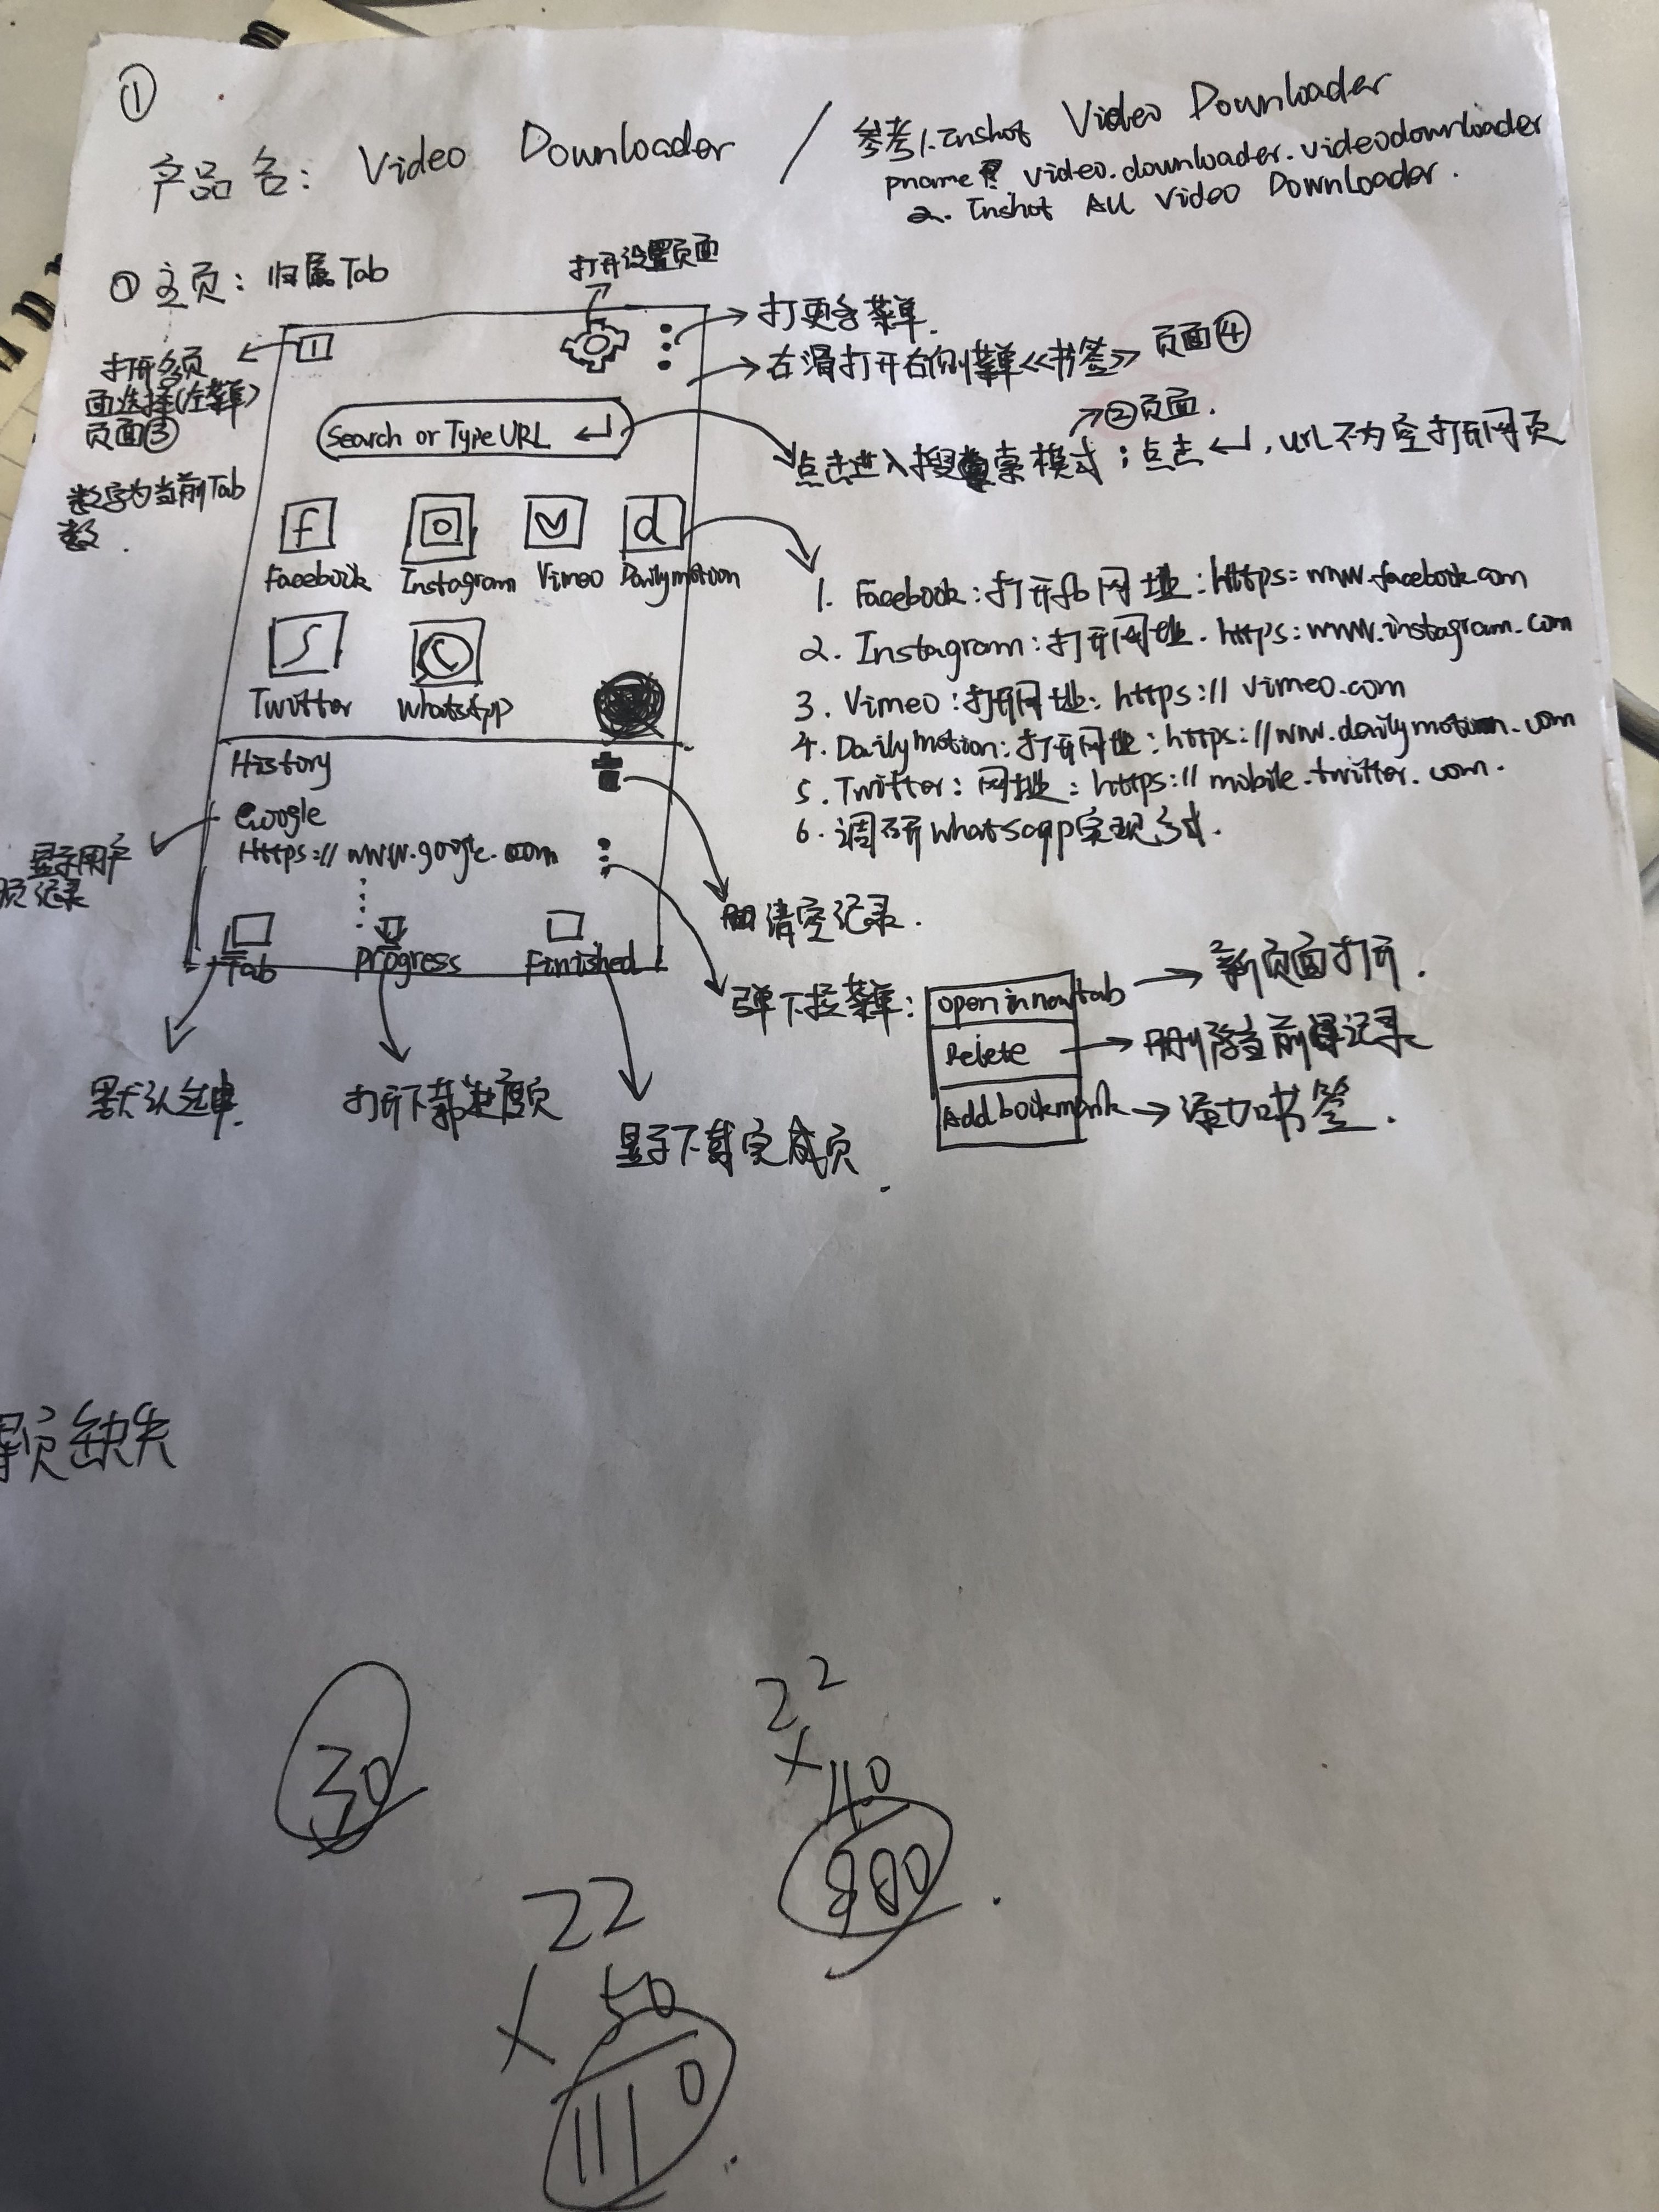 ①
产品名: Video Downloader / 参考1.Inshot Video Downloader
pname video.downloader.videodownloader
2. Inshot All Video Downloader.
① 主页: 归属Tab
打开设置页面
打更多菜单.
右滑打开右侧菜单《书签》 页面④
打开多页
面选择(左菜单)
页面③
数字为当前Tab
数.
1
Search or Type URL ↵
→②页面.
点击进入搜索模式;点击↵,url不为空打开网页
f
d
Facebook Instagram Vimeo Dailymotion
Twitter WhatsApp
1. Facebook:打开fb网址:https:www.facebook.com
2. Instagram:打开网址.https:www.instagram.com
3. Vimeo:打开网址:https://vimeo.com
4. Dailymotion:打开网址:https://www.dailymotion.com
5. Twitter:网址:https://mobile.twitter.com.
6. 调研whatsapp实现方式.
History
Google
Https://www.google.com
显示用户
页记录
清空记录.
Tab Progress Finished
弹下拉菜单:
open in new tab → 新页面打开.
Delete → 删除当前记录
Add bookmark → 添加书签.
默认选中.
打开下载进度页
显示下载完成页.
页缺失
30
22
×
40
880
22
× 50
1110